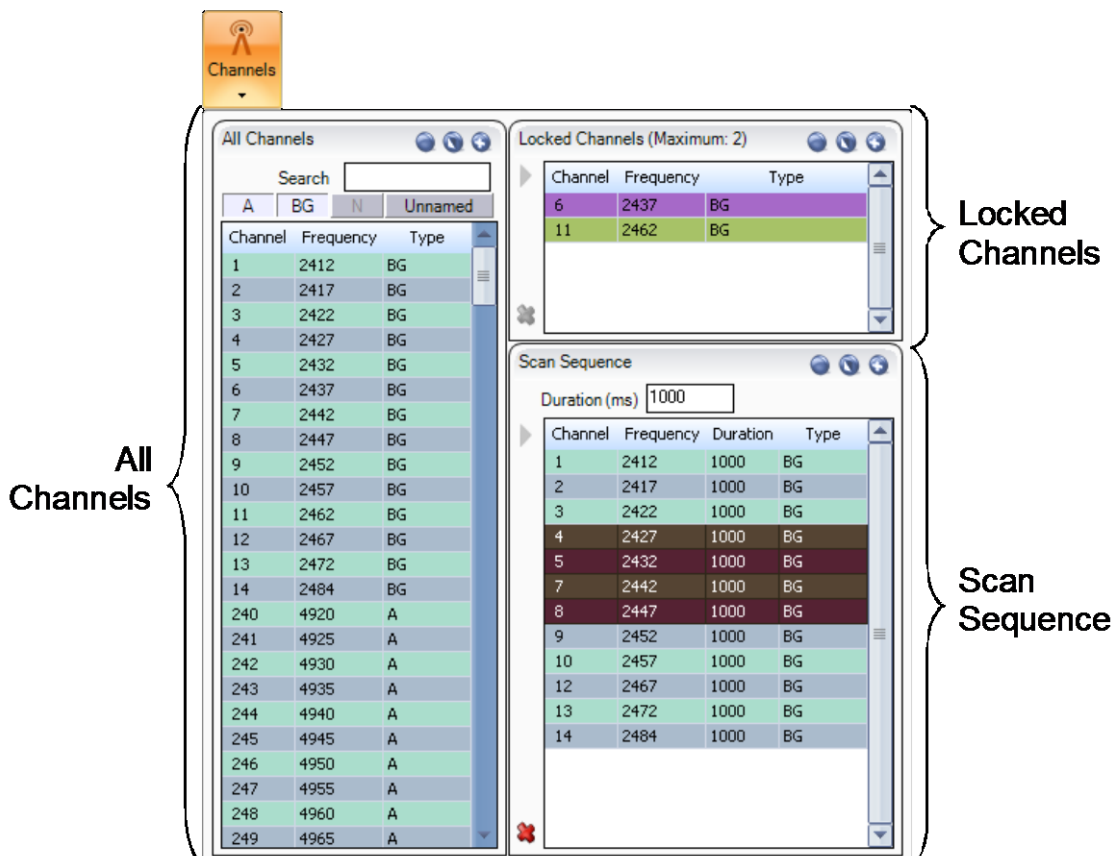 Channels
All Channels
Search
A BG N Unnamed
Channel Frequency Type
1 2412 BG
2 2417 BG
3 2422 BG
4 2427 BG
5 2432 BG
6 2437 BG
7 2442 BG
8 2447 BG
9 2452 BG
10 2457 BG
11 2462 BG
12 2467 BG
13 2472 BG
14 2484 BG
240 4920 A
241 4925 A
242 4930 A
243 4935 A
244 4940 A
245 4945 A
246 4950 A
247 4955 A
248 4960 A
249 4965 A
Locked Channels (Maximum: 2)
Channel Frequency Type
6 2437 BG
11 2462 BG
Scan Sequence
Duration (ms) 1000
Channel Frequency Duration Type
1 2412 1000 BG
2 2417 1000 BG
3 2422 1000 BG
4 2427 1000 BG
5 2432 1000 BG
7 2442 1000 BG
8 2447 1000 BG
9 2452 1000 BG
10 2457 1000 BG
12 2467 1000 BG
13 2472 1000 BG
14 2484 1000 BG
All
Channels
Locked
Channels
Scan
Sequence